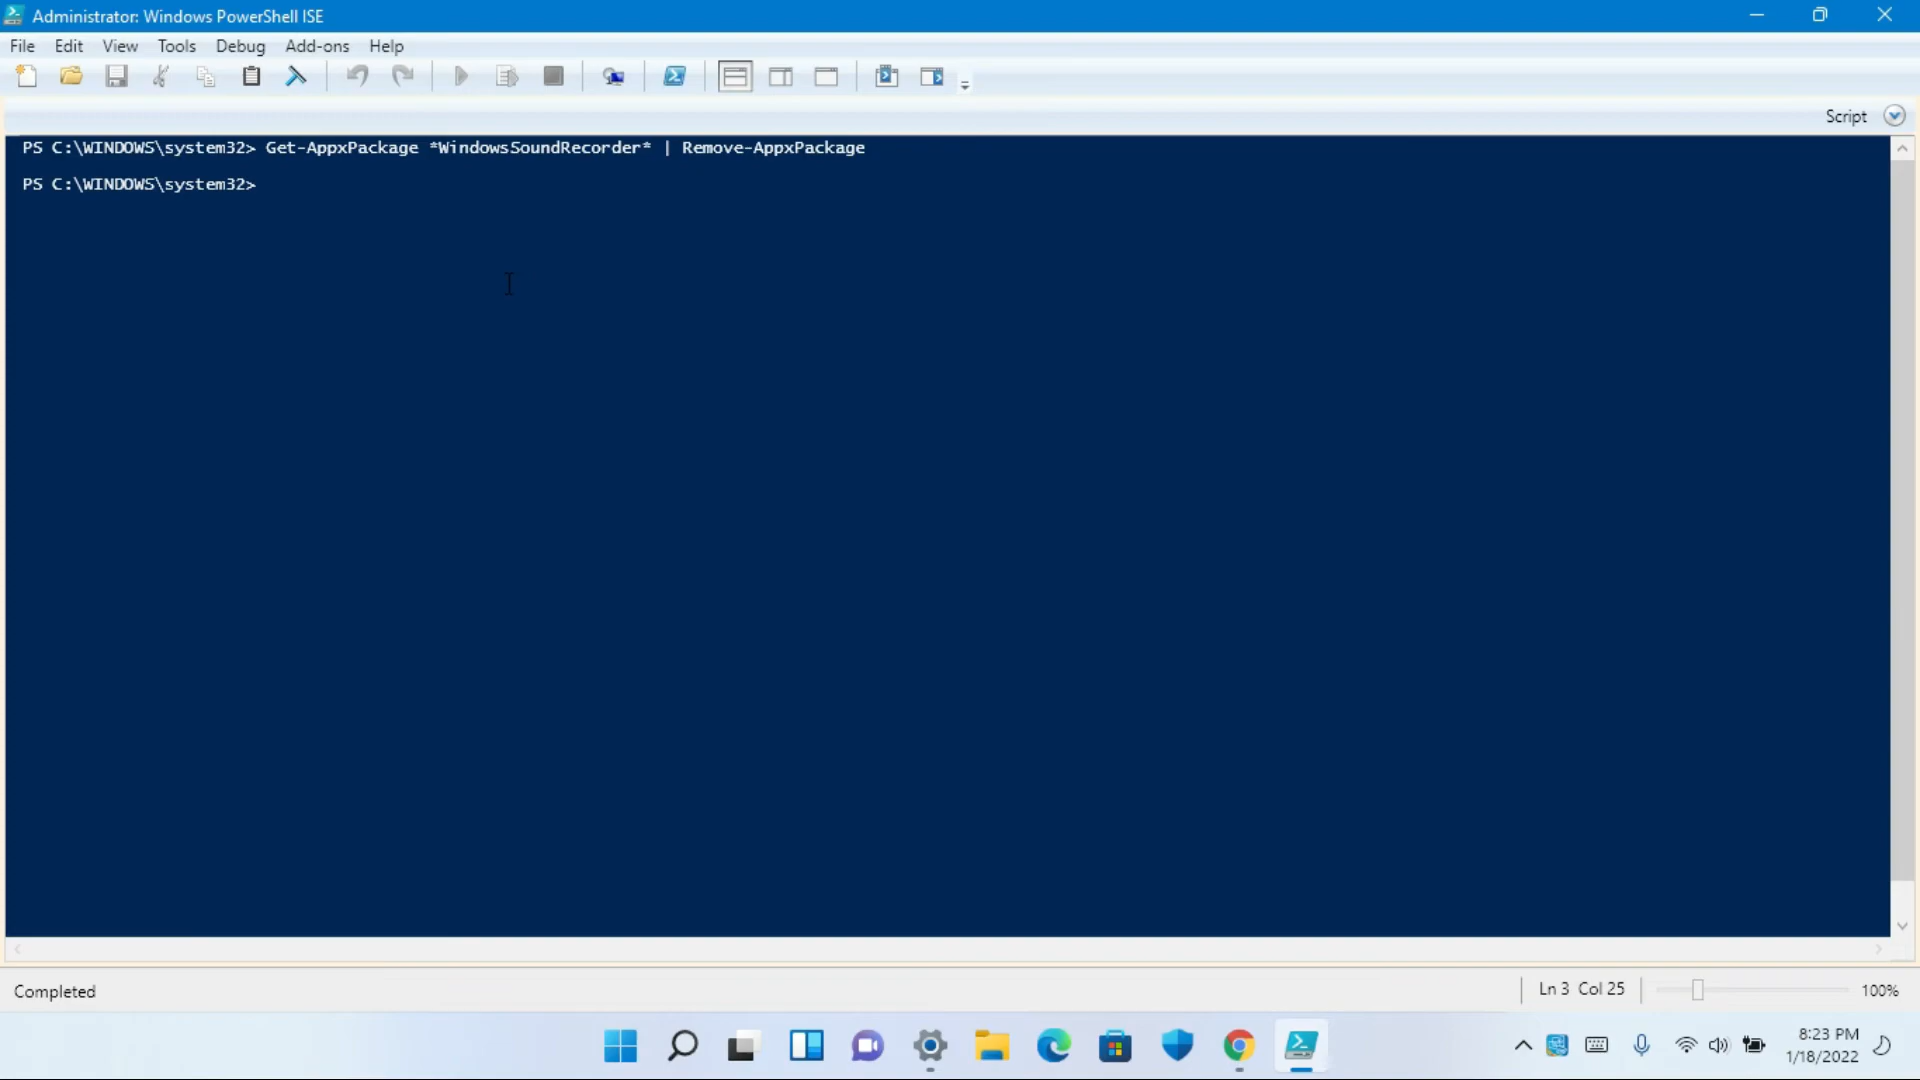 Administrator: Windows PowerShell ISE
File Edit View Tools Debug Add-ons Help
Script
PS C:\WINDOWS\system32> Get-AppxPackage *WindowsSoundRecorder* | Remove-AppxPackage
PS C:\WINDOWS\system32>
Completed
Ln 3 Col 25
100%
8:23 PM
1/18/2022